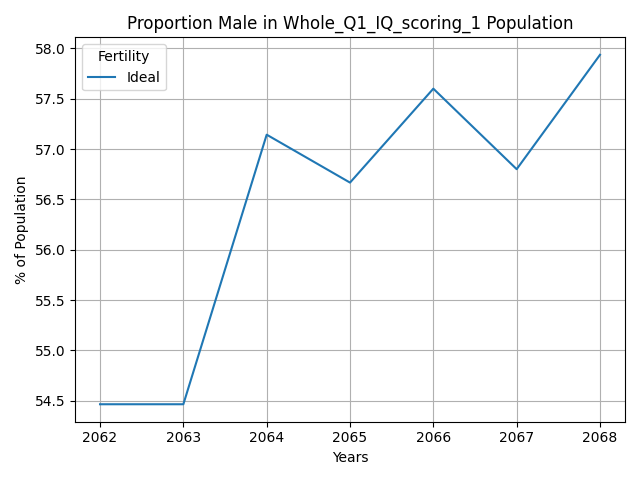 Proportion Male in Whole_Q1_IQ_scoring_1 Population
Fertility
Ideal
% of Population
58.0
57.5
57.0
56.5
56.0
55.5
55.0
54.5
2062 2063 2064 2065 2066 2067 2068
Years